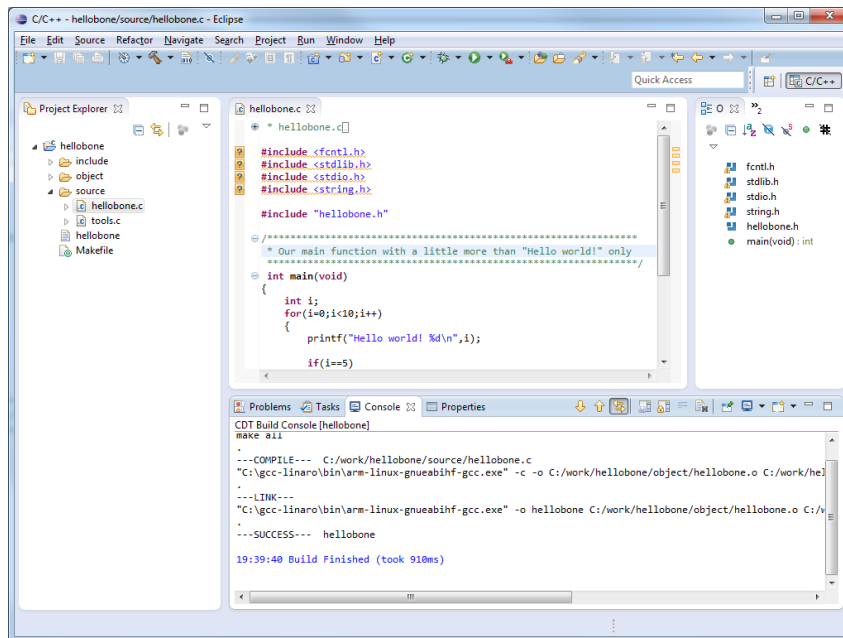 C/C++ - hellobone/source/hellobone.c - Eclipse
File Edit Source Refactor Navigate Search Project Run Window Help
Quick Access
C/C++
Project Explorer
hellobone
include
object
source
hellobone.c
tools.c
hellobone
Makefile
hellobone.c
* hellobone.c
#include <fcntl.h>
#include <stdlib.h>
#include <stdio.h>
#include <string.h>
#include "hellobone.h"
/****************************************************************
* Our main function with a little more than "Hello world!" only
****************************************************************/
int main(void)
{
int i;
for(i=0;i<10;i++)
{
printf("Hello world! %d\n",i);
if(i==5)
O
»2
fcntl.h
stdlib.h
stdio.h
string.h
hellobone.h
main(void) : int
Problems Tasks Console Properties
CDT Build Console [hellobone]
make all
.
---COMPILE--- C:/work/hellobone/source/hellobone.c
"C:\gcc-linaro\bin\arm-linux-gnueabihf-gcc.exe" -c -o C:/work/hellobone/object/hellobone.o C:/work/hel
.
---LINK---
"C:\gcc-linaro\bin\arm-linux-gnueabihf-gcc.exe" -o hellobone C:/work/hellobone/object/hellobone.o C:/w
.
---SUCCESS--- hellobone
19:39:40 Build Finished (took 910ms)